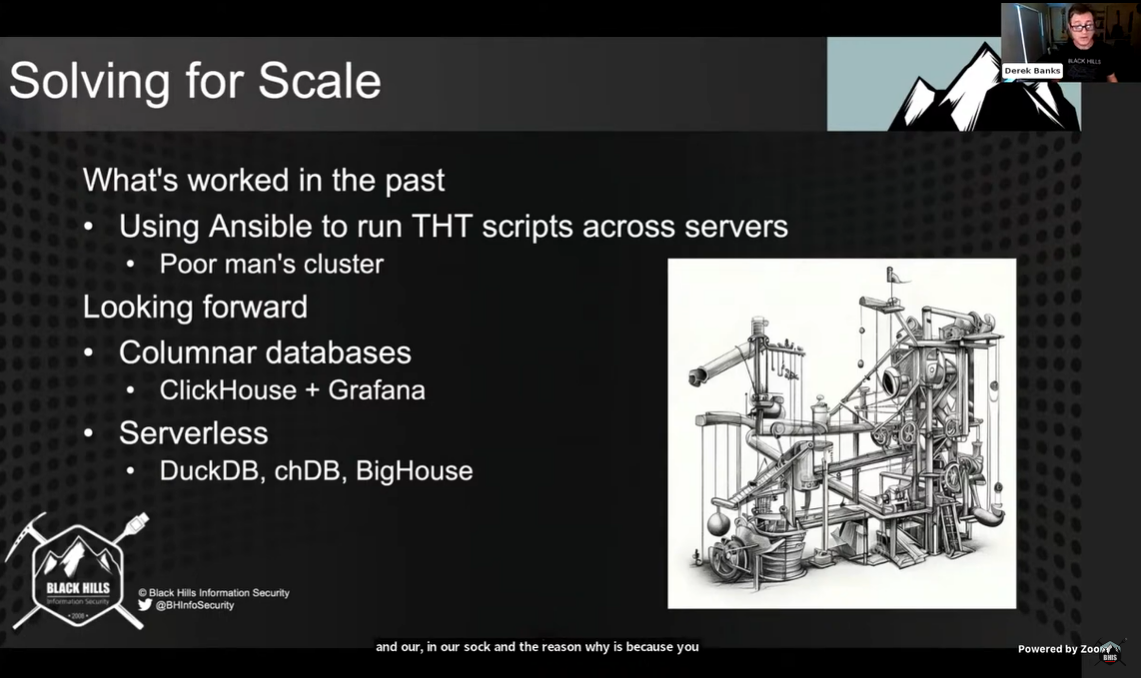 Derek Banks
BLACK HILLS
Solving for Scale
What's worked in the past
• Using Ansible to run THT scripts across servers
• Poor man's cluster
Looking forward
• Columnar databases
• ClickHouse + Grafana
• Serverless
• DuckDB, chDB, BigHouse
BLACK HILLS
Information Security
• 2008 •
© Black Hills Information Security
@BHInfoSecurity
and our, in our sock and the reason why is because you
Powered by Zoom
BHIS